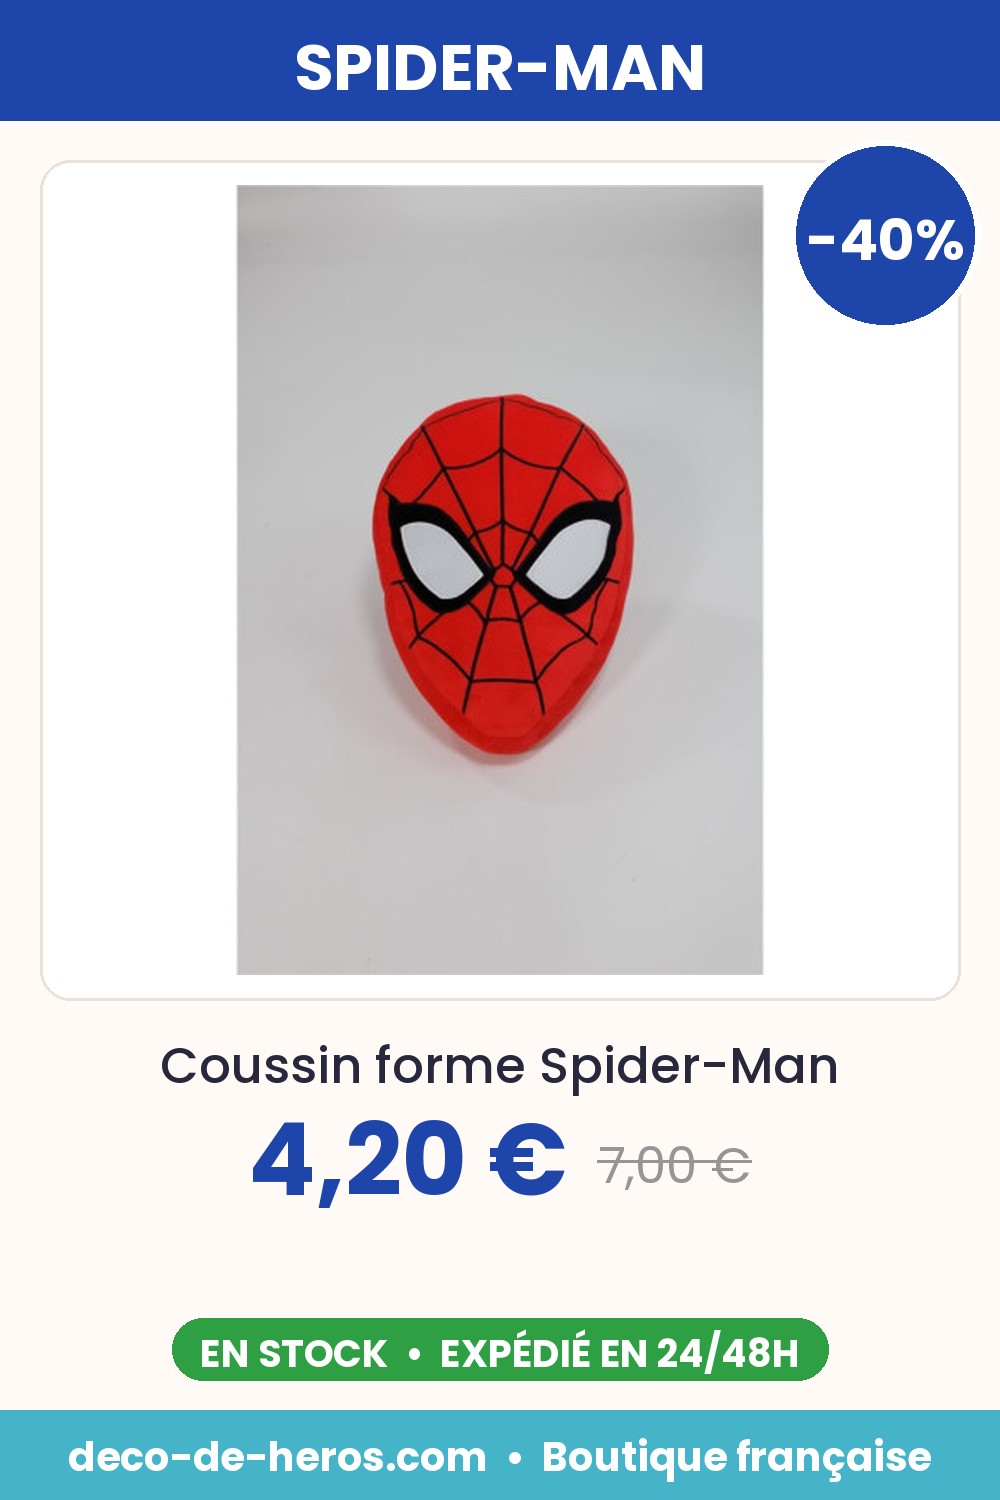 SPIDER-MAN
-40%
Coussin forme Spider-Man
4,20 € 7,00 €
EN STOCK • EXPÉDIÉ EN 24/48H
deco-de-heros.com • Boutique française